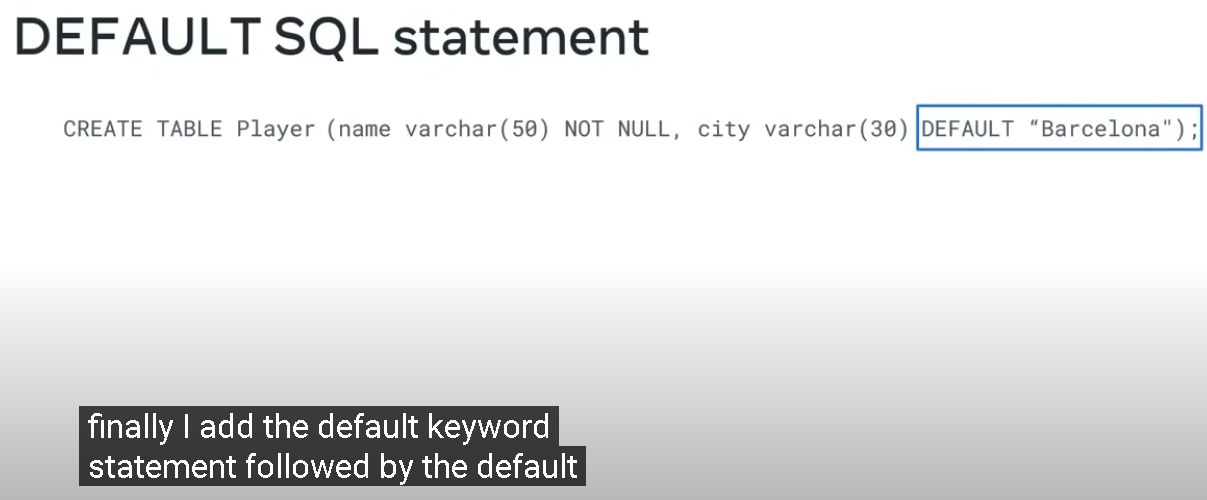 DEFAULT SQL statement
CREATE TABLE Player (name varchar(50) NOT NULL, city varchar(30) DEFAULT “Barcelona");
finally I add the default keyword
statement followed by the default